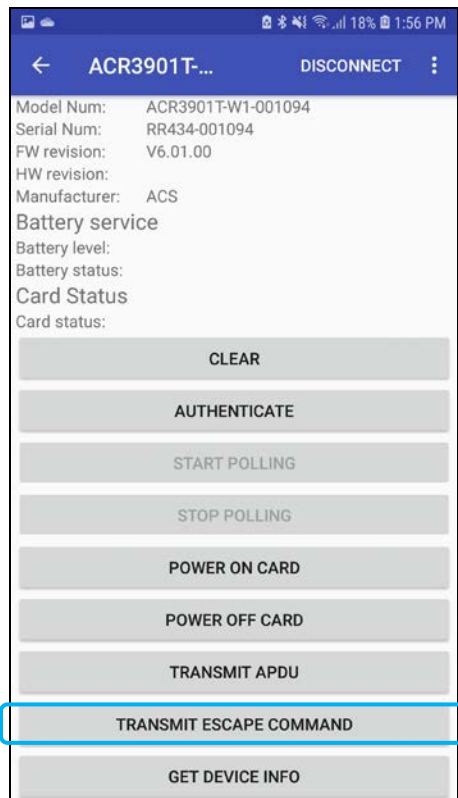 18% 1:56 PM
ACR3901T-... DISCONNECT
Model Num: ACR3901T-W1-001094
Serial Num: RR434-001094
FW revision: V6.01.00
HW revision:
Manufacturer: ACS
Battery service
Battery level:
Battery status:
Card Status
Card status:
CLEAR
AUTHENTICATE
START POLLING
STOP POLLING
POWER ON CARD
POWER OFF CARD
TRANSMIT APDU
TRANSMIT ESCAPE COMMAND
GET DEVICE INFO